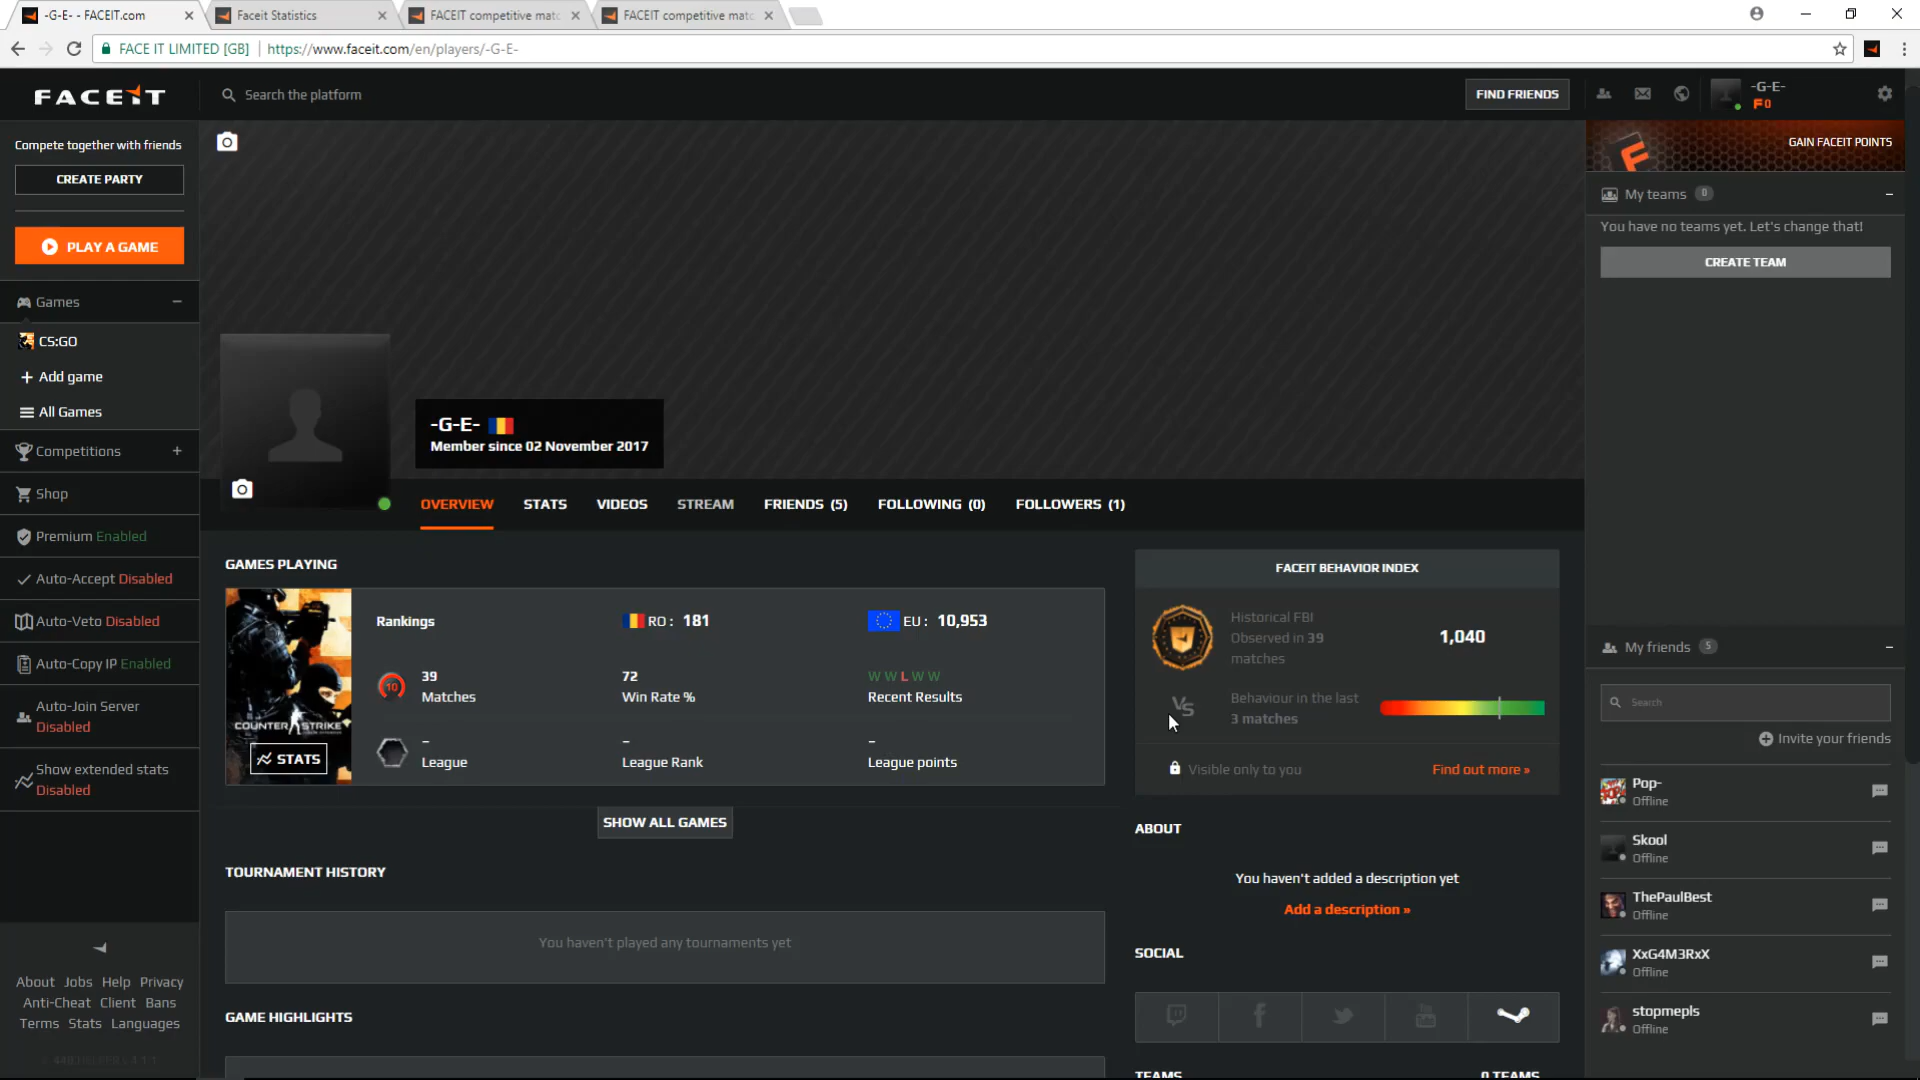 -G-E- - FACEIT.com
Faceit Statistics
FACEIT competitive matc
FACEIT competitive matc
FACE IT LIMITED [GB]
https://www.faceit.com/en/players/-G-E-
FACEIT
Search the platform
FIND FRIENDS
-G-E-
F 0
Compete together with friends
CREATE PARTY
PLAY A GAME
Games
CS:GO
Add game
All Games
Competitions
Shop
Premium Enabled
Auto-Accept Disabled
Auto-Veto Disabled
Auto-Copy IP Enabled
Auto-Join Server
Disabled
Show extended stats
Disabled
About Jobs Help Privacy
Anti-Cheat Client Bans
Terms Stats Languages
-G-E-
Member since 02 November 2017
OVERVIEW STATS VIDEOS STREAM FRIENDS (5) FOLLOWING (0) FOLLOWERS (1)
GAMES PLAYING
COUNTER STRIKE
STATS
Rankings
RO : 181
EU : 10,953
10
39
Matches
72
Win Rate %
W W L W W
Recent Results
–
League
–
League Rank
–
League points
SHOW ALL GAMES
TOURNAMENT HISTORY
You haven't played any tournaments yet
GAME HIGHLIGHTS
FACEIT BEHAVIOR INDEX
Historical FBI
Observed in 39
matches
1,040
VS
Behaviour in the last
3 matches
Visible only to you
Find out more »
ABOUT
You haven't added a description yet
Add a description »
SOCIAL
TEAMS
0 TEAMS
GAIN FACEIT POINTS
My teams 0
You have no teams yet. Let's change that!
CREATE TEAM
My friends 5
Search
Invite your friends
Pop-
Offline
Skool
Offline
ThePaulBest
Offline
XxG4M3RxX
Offline
stopmepls
Offline